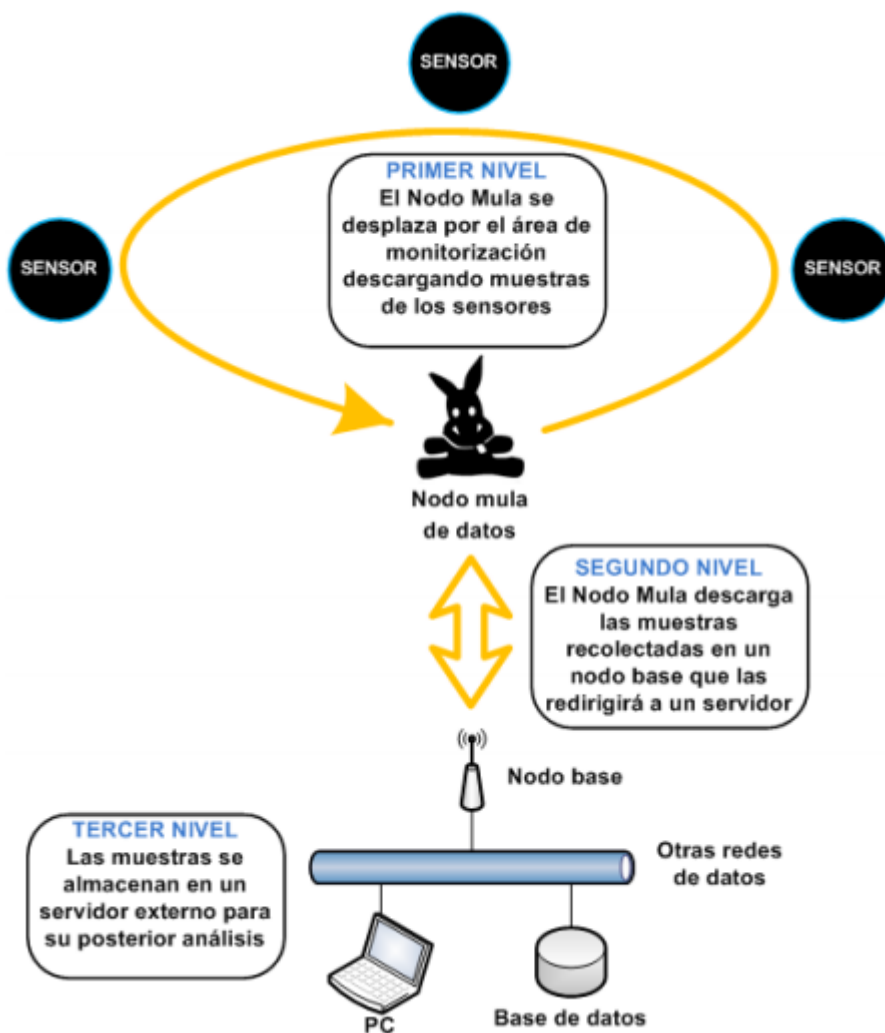 SENSOR
PRIMER NIVEL
El Nodo Mula se
desplaza por el área de
monitorización
descargando muestras
de los sensores
SENSOR
SENSOR
Nodo mula
de datos
SEGUNDO NIVEL
El Nodo Mula descarga
las muestras
recolectadas en un
nodo base que las
redirigirá a un servidor
Nodo base
TERCER NIVEL
Las muestras se
almacenan en un
servidor externo para
su posterior análisis
Otras redes
de datos
PC
Base de datos